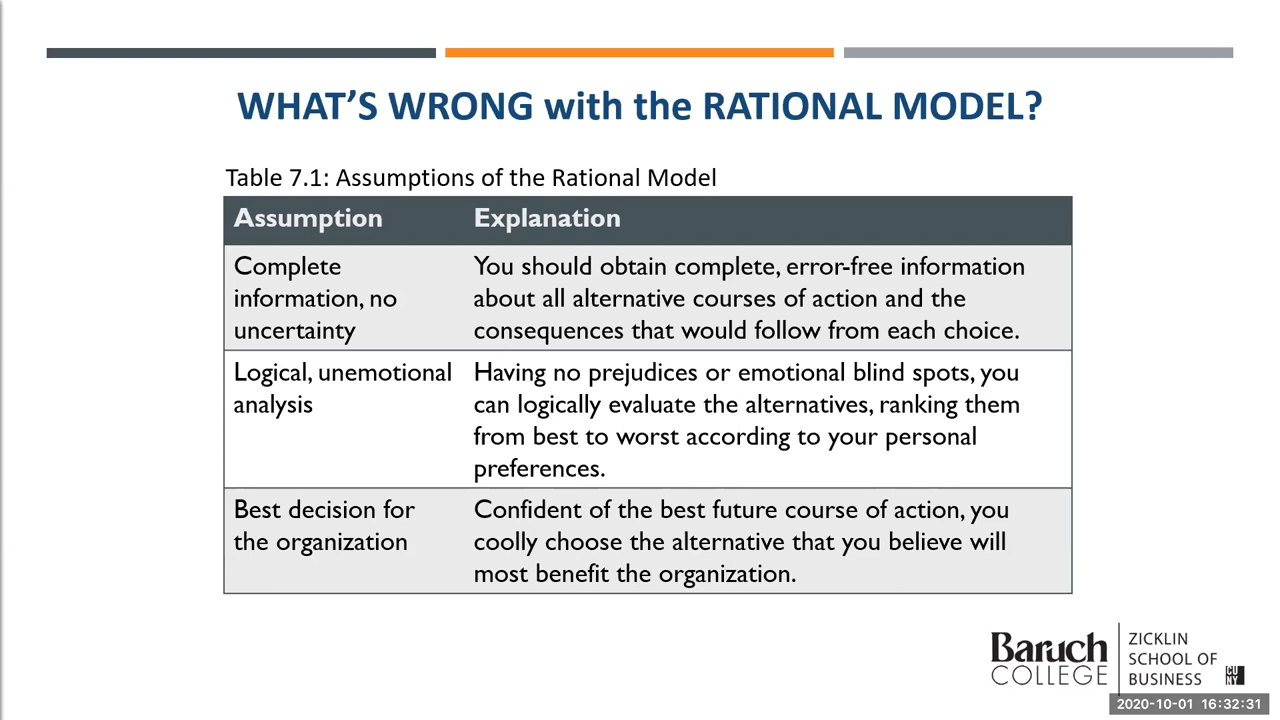 WHAT'S WRONG with the RATIONAL MODEL?
Table 7.1: Assumptions of the Rational Model
Assumption Explanation
Complete information, no uncertainty
You should obtain complete, error-free information
about all alternative courses of action and the
consequences that would follow from each choice.
Logical, unemotional
analysis
Having no prejudices or emotional blind spots, you
can logically evaluate the alternatives, ranking them
from best to worst according to your personal
preferences.
Best decision for
the organization
Confident of the best future course of action, you
coolly choose the alternative that you believe will
most benefit the organization.
Baruch
COLLEGE
ZICKLIN
SCHOOL OF
BUSINESS
CU
NY
2020-10-01 16:32:31